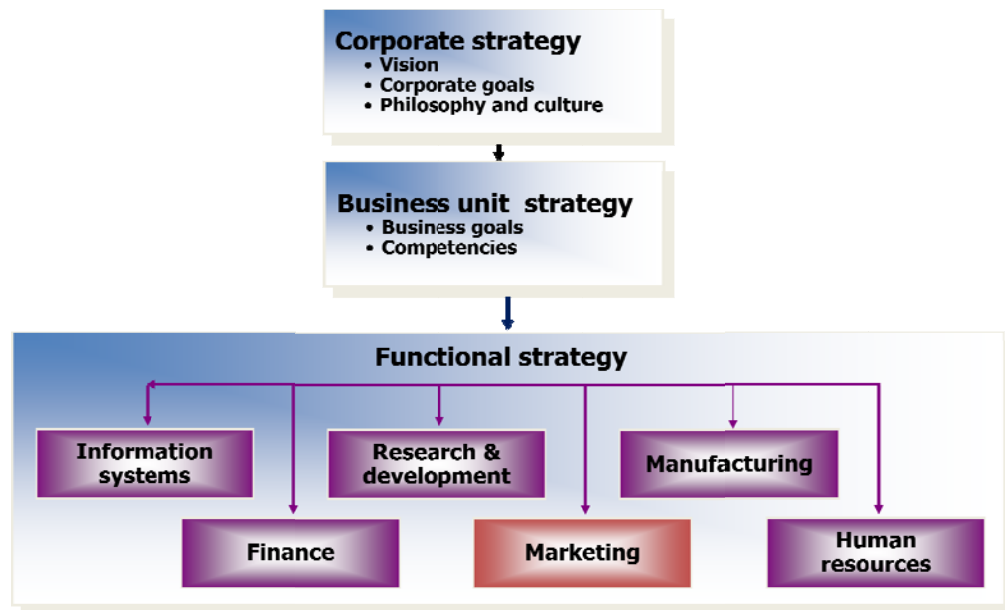 Corporate strategy
• Vision
• Corporate goals
• Philosophy and culture
Business unit strategy
• Business goals
• Competencies
Functional strategy
Information
systems
Research &
development
Manufacturing
Finance
Marketing
Human
resources